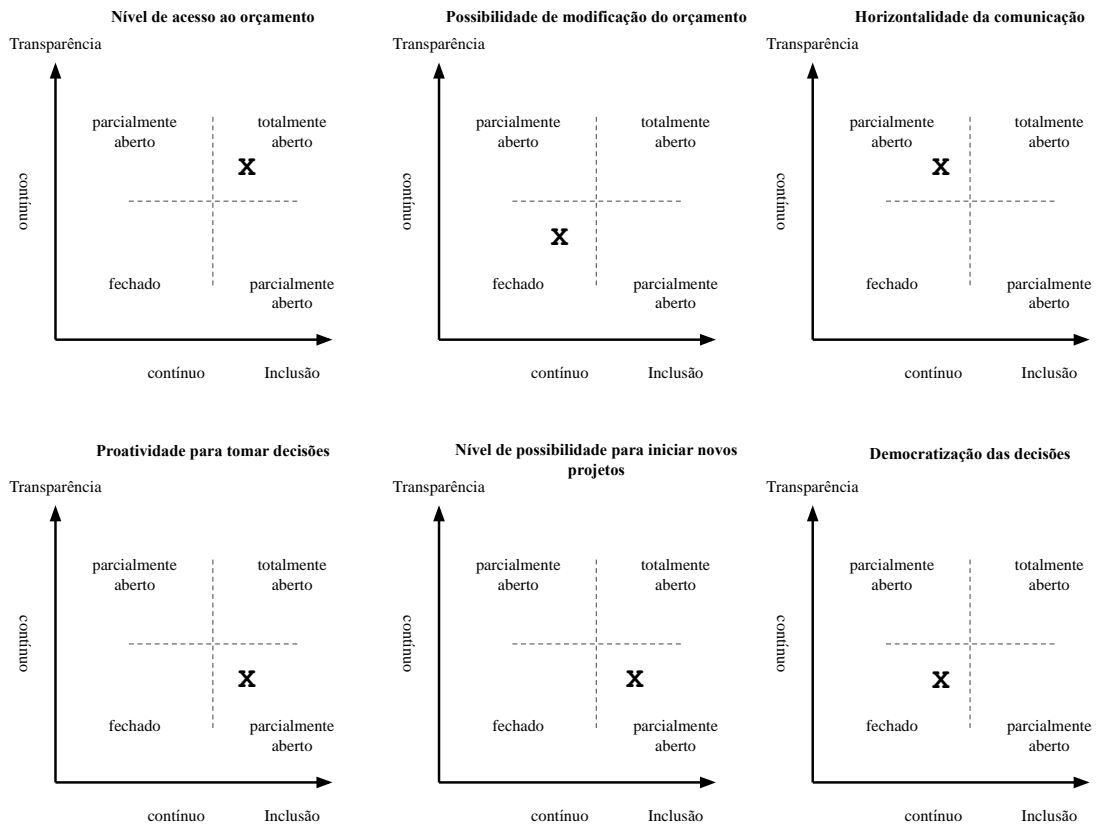 Nível de acesso ao orçamento
Transparência
parcialmente
aberto
totalmente
aberto
X
contínuo
fechado
parcialmente
aberto
contínuo
Inclusão
Possibilidade de modificação do orçamento
Transparência
parcialmente
aberto
totalmente
aberto
contínuo
X
fechado
parcialmente
aberto
contínuo
Inclusão
Horizontalidade da comunicação
Transparência
parcialmente
aberto
totalmente
aberto
X
contínuo
fechado
parcialmente
aberto
contínuo
Inclusão
Proatividade para tomar decisões
Transparência
parcialmente
aberto
totalmente
aberto
contínuo
X
fechado
parcialmente
aberto
contínuo
Inclusão
Nível de possibilidade para iniciar novos
projetos
Transparência
parcialmente
aberto
totalmente
aberto
contínuo
X
fechado
parcialmente
aberto
contínuo
Inclusão
Democratização das decisões
Transparência
parcialmente
aberto
totalmente
aberto
contínuo
X
fechado
parcialmente
aberto
contínuo
Inclusão